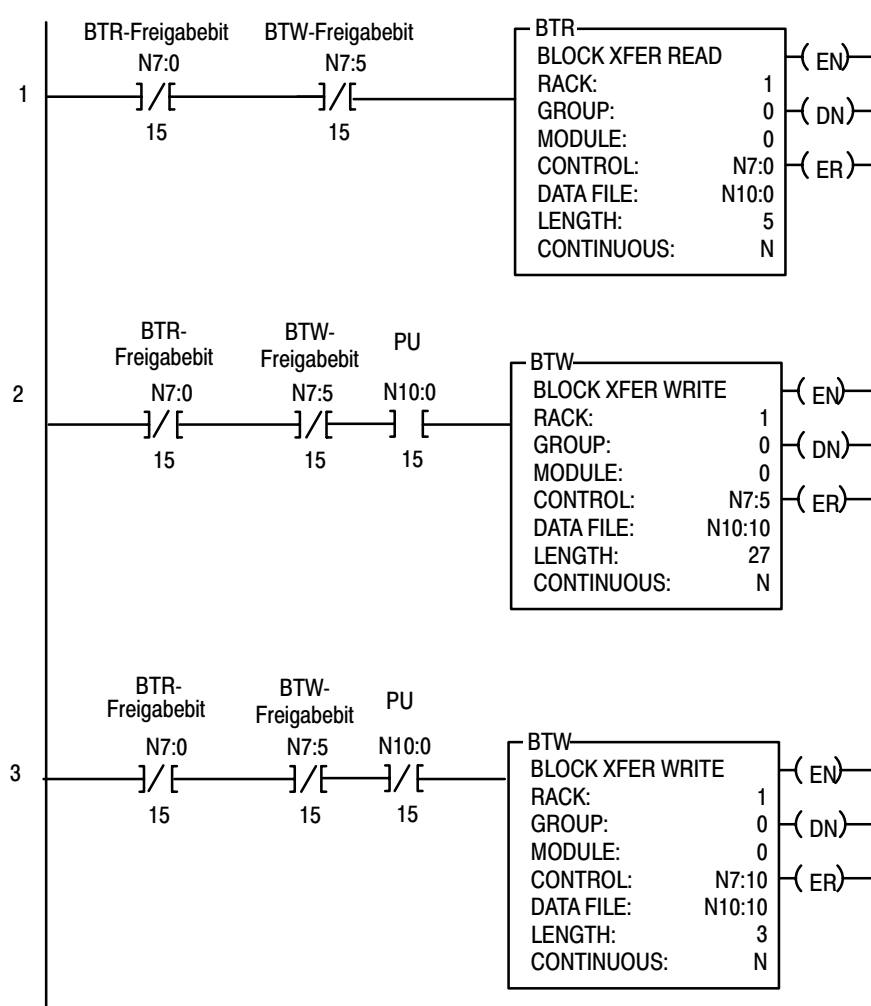 BTR-Freigabebit BTW-Freigabebit
N7:0 N7:5
1
15 15
BTR
BLOCK XFER READ
RACK: 1
GROUP: 0
MODULE: 0
CONTROL: N7:0
DATA FILE: N10:0
LENGTH: 5
CONTINUOUS: N
EN
DN
ER
BTR-
Freigabebit
BTW-
Freigabebit
PU
2
N7:0 N7:5 N10:0
15 15 15
BTW
BLOCK XFER WRITE
RACK: 1
GROUP: 0
MODULE: 0
CONTROL: N7:5
DATA FILE: N10:10
LENGTH: 27
CONTINUOUS: N
EN
DN
ER
BTR-
Freigabebit
BTW-
Freigabebit
PU
N7:0 N7:5 N10:0
3
15 15 15
BTW
BLOCK XFER WRITE
RACK: 1
GROUP: 0
MODULE: 0
CONTROL: N7:10
DATA FILE: N10:10
LENGTH: 3
CONTINUOUS: N
EN
DN
ER